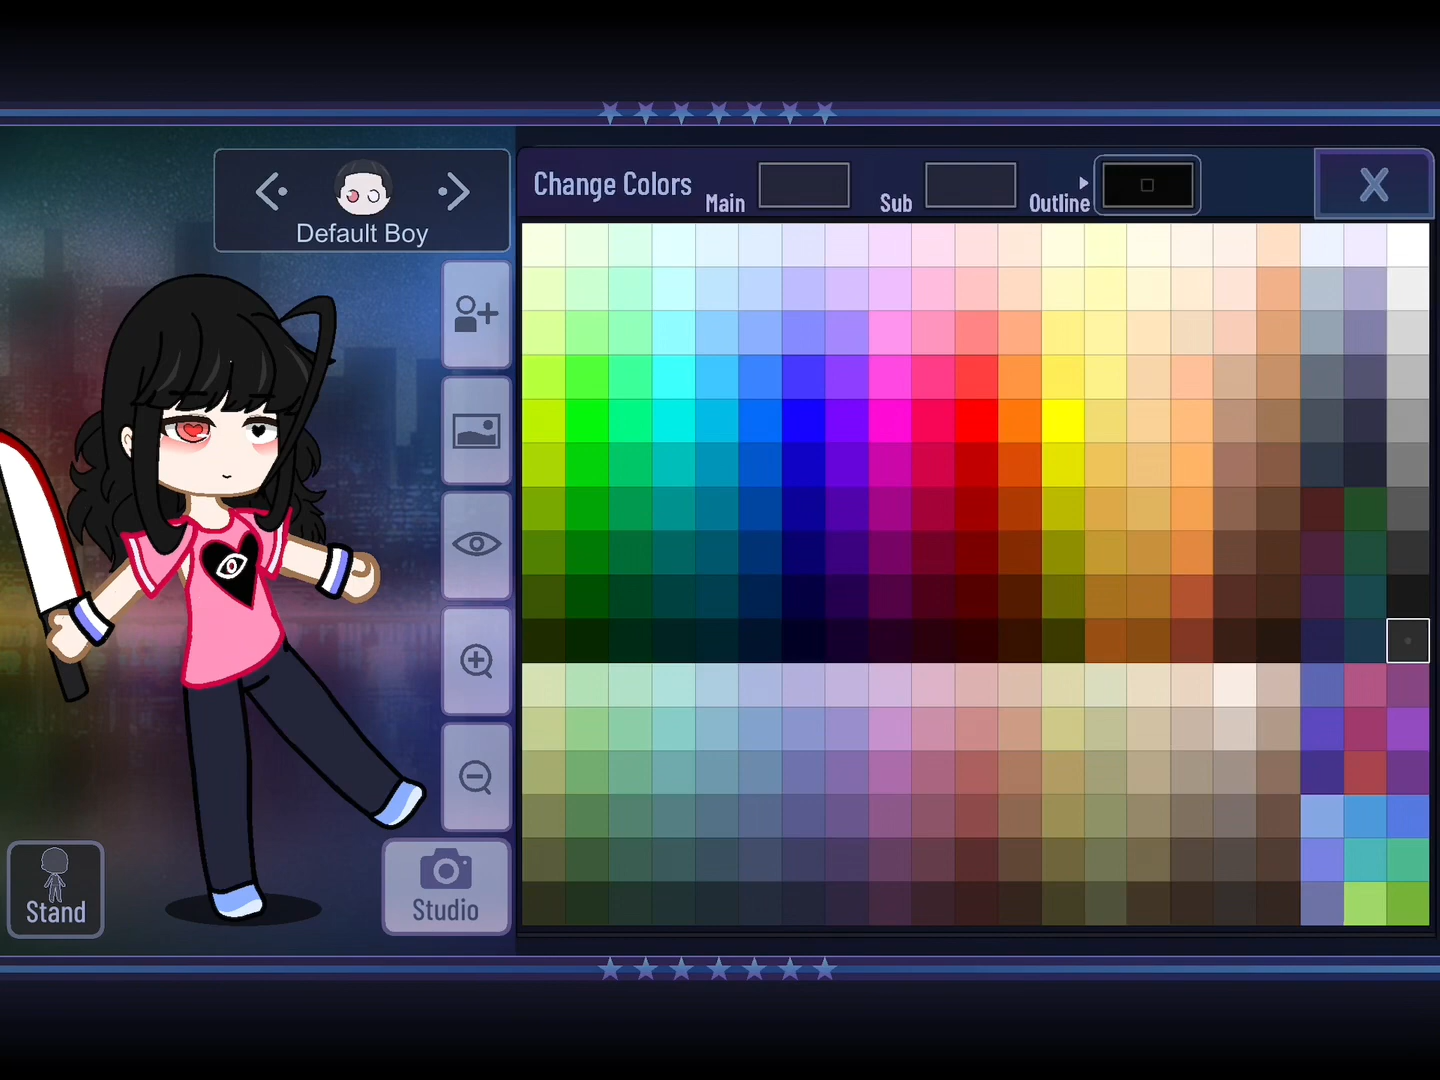 Default Boy
Change Colors
Main
Sub
Outline
X
Stand
Studio